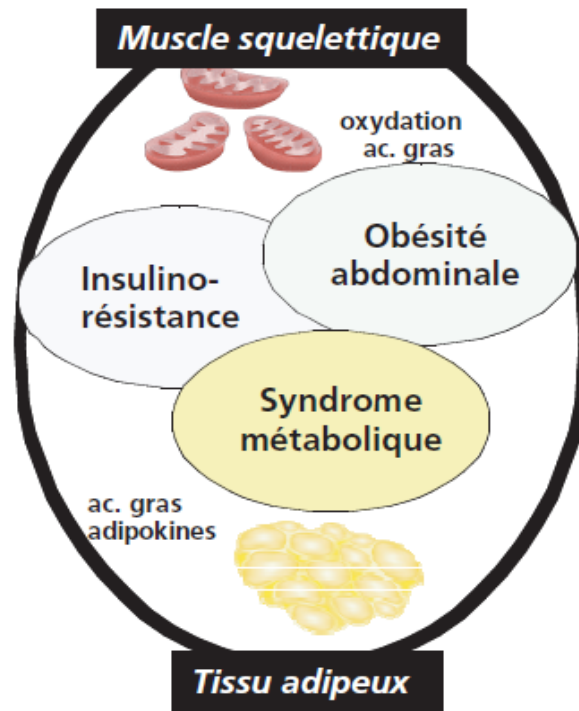 Muscle squelettique
oxydation
ac. gras
Obésité
abdominale
Insulino-
résistance
Syndrome
métabolique
ac. gras
adipokines
Tissu adipeux